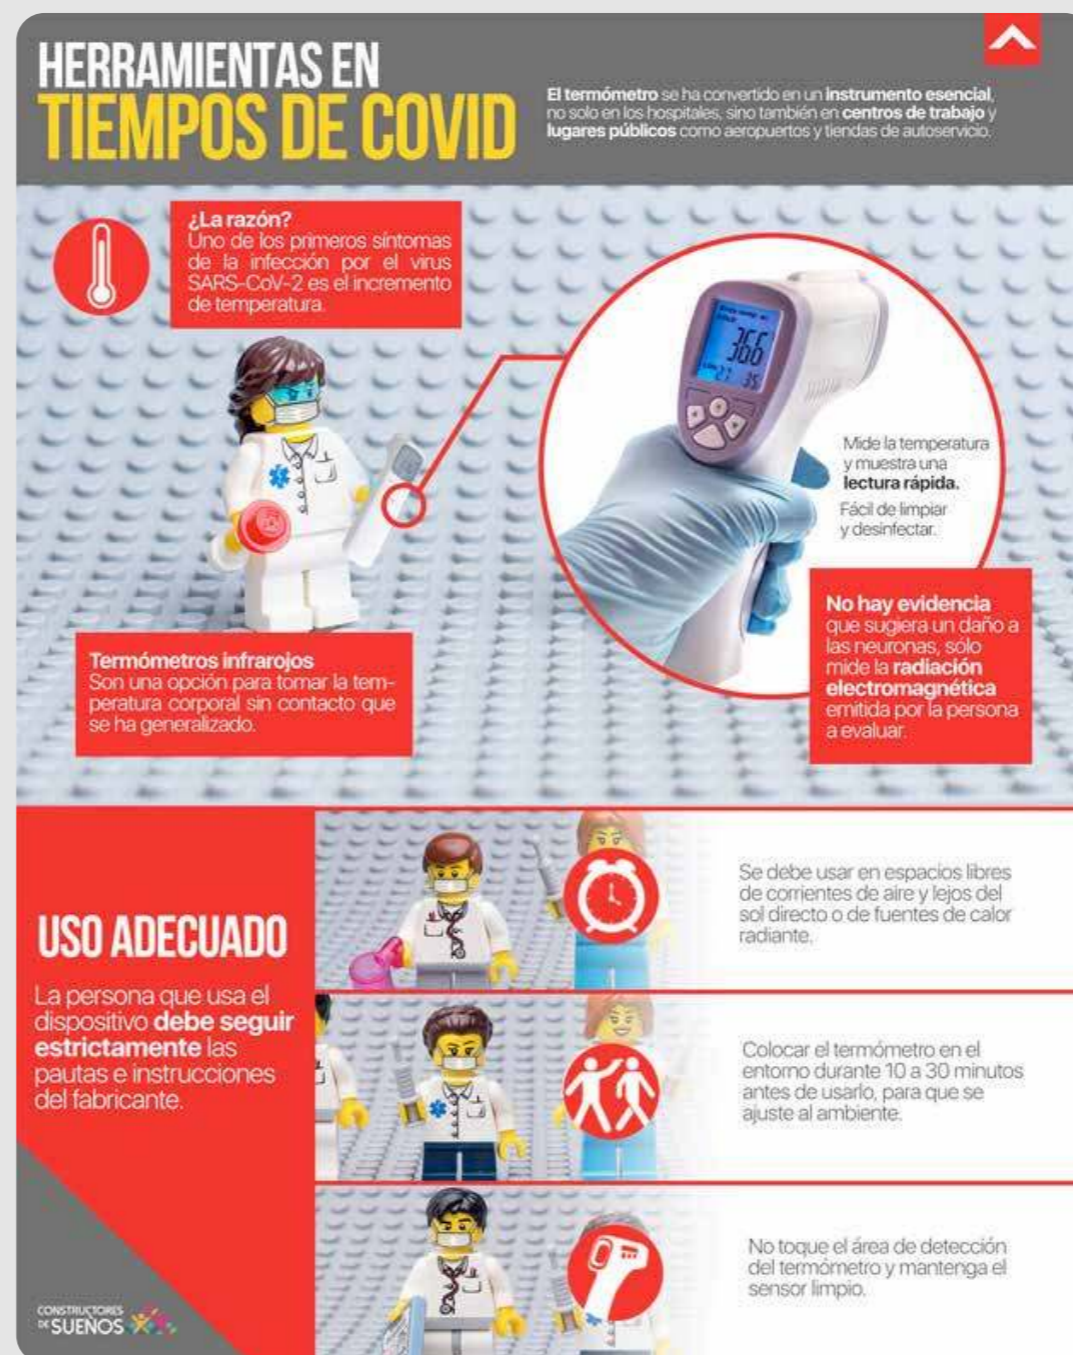 HERRAMIENTAS EN
TIEMPOS DE COVID
El termómetro se ha convertido en un instrumento esencial,
no solo en los hospitales, sino también en centros de trabajo y
lugares públicos como aeropuertos y tiendas de autoservicio.
¿La razón?
Uno de los primeros síntomas
de la infección por el virus
SARS-CoV-2 es el incremento
de temperatura.
36.6
Mide la temperatura
y muestra una
lectura rápida.
Fácil de limpiar
y desinfectar.
No hay evidencia
que sugiera un daño a
las neuronas, sólo
mide la radiación
electromagnética
emitida por la persona
a evaluar.
Termómetros infrarojos
Son una opción para tomar la tem-
peratura corporal sin contacto que
se ha generalizado.
USO ADECUADO
La persona que usa el
dispositivo debe seguir
estrictamente las
pautas e instrucciones
del fabricante.
Se debe usar en espacios libres
de corrientes de aire y lejos del
sol directo o de fuentes de calor
radiante.
Colocar el termómetro en el
entorno durante 10 a 30 minutos
antes de usarlo, para que se
ajuste al ambiente.
No toque el área de detección
del termómetro y mantenga el
sensor limpio.
CONSTRUCTORES
DE SUEÑOS